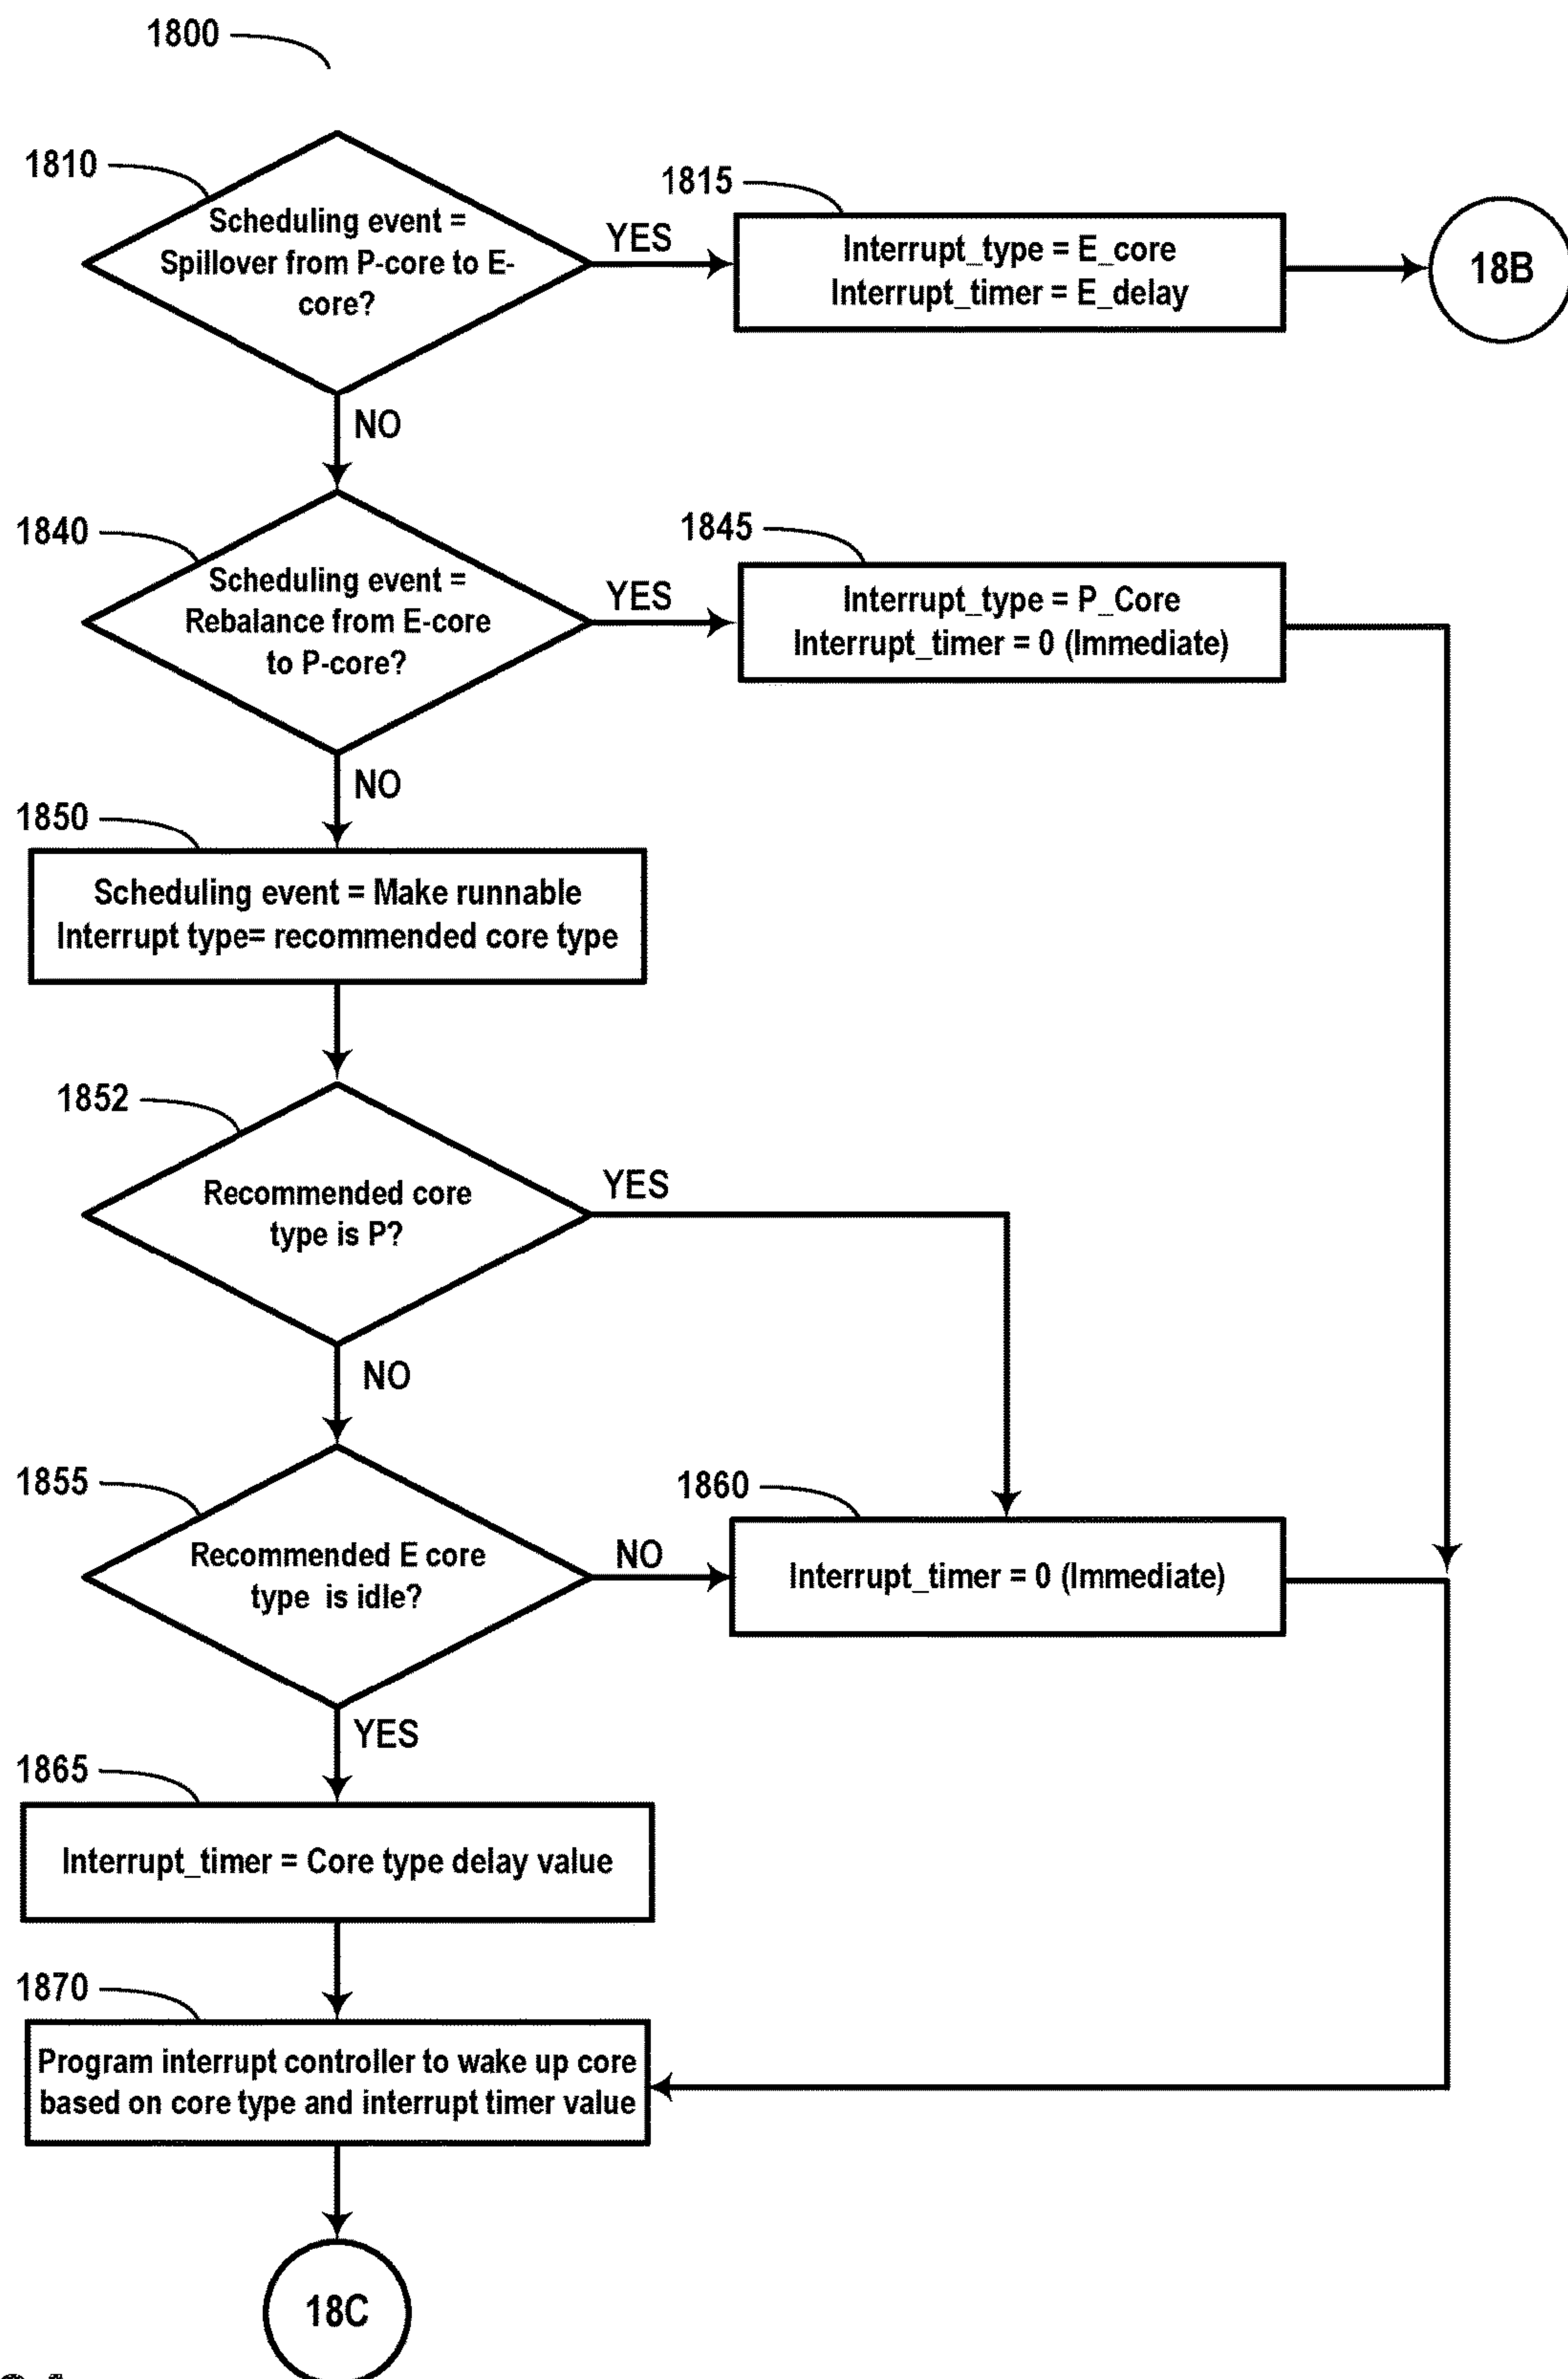 1800
1810
Scheduling event =
Spillover from P-core to E-
core?
YES
1815
Interrupt_type = E_core
Interrupt_timer = E_delay
18B
NO
1840
Scheduling event =
Rebalance from E-core
to P-core?
YES
1845
Interrupt_type = P_Core
Interrupt_timer = 0 (Immediate)
NO
1850
Scheduling event = Make runnable
Interrupt type= recommended core type
1852
Recommended core
type is P?
YES
NO
1855
Recommended E core
type is idle?
NO
1860
Interrupt_timer = 0 (Immediate)
YES
1865
Interrupt_timer = Core type delay value
1870
Program interrupt controller to wake up core
based on core type and interrupt timer value
18C